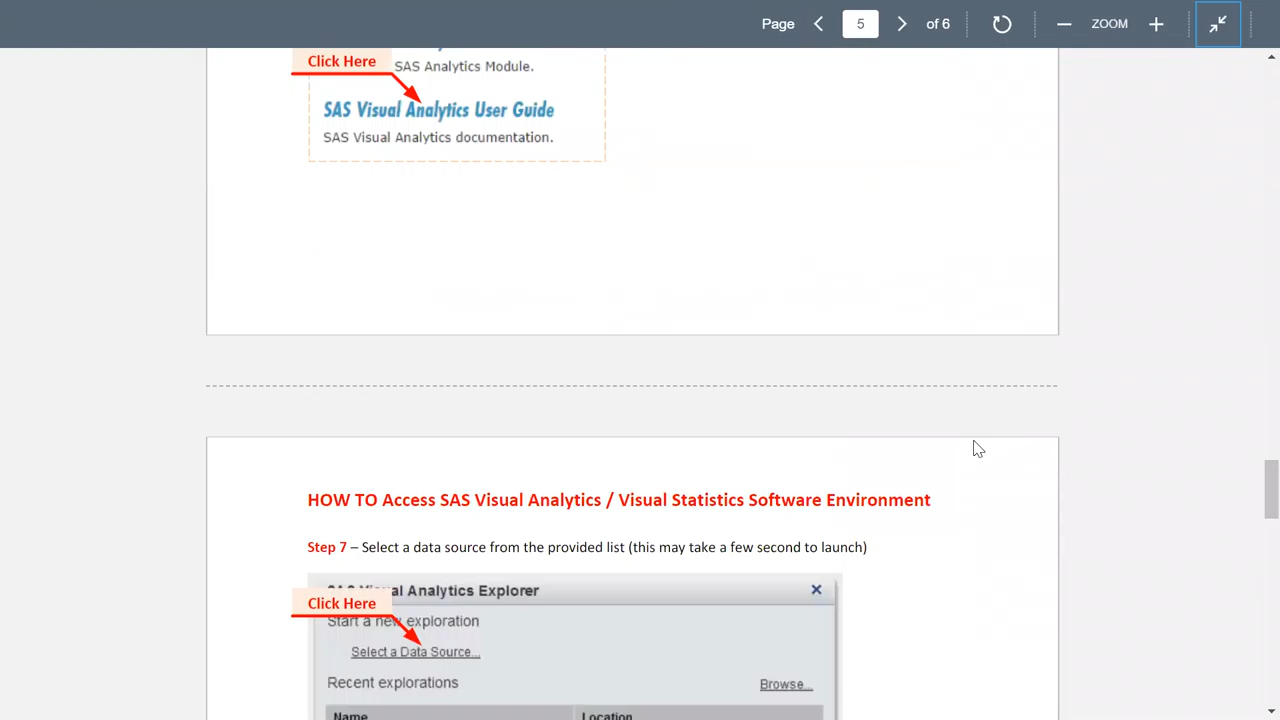 Page 5 of 6 ZOOM
Click Here
SAS Analytics Module.
SAS Visual Analytics User Guide
SAS Visual Analytics documentation.
HOW TO Access SAS Visual Analytics / Visual Statistics Software Environment
Step 7 – Select a data source from the provided list (this may take a few second to launch)
Analytics Explorer
Click Here
Start a new exploration
Select a Data Source...
Recent explorations Browse...
Name Location